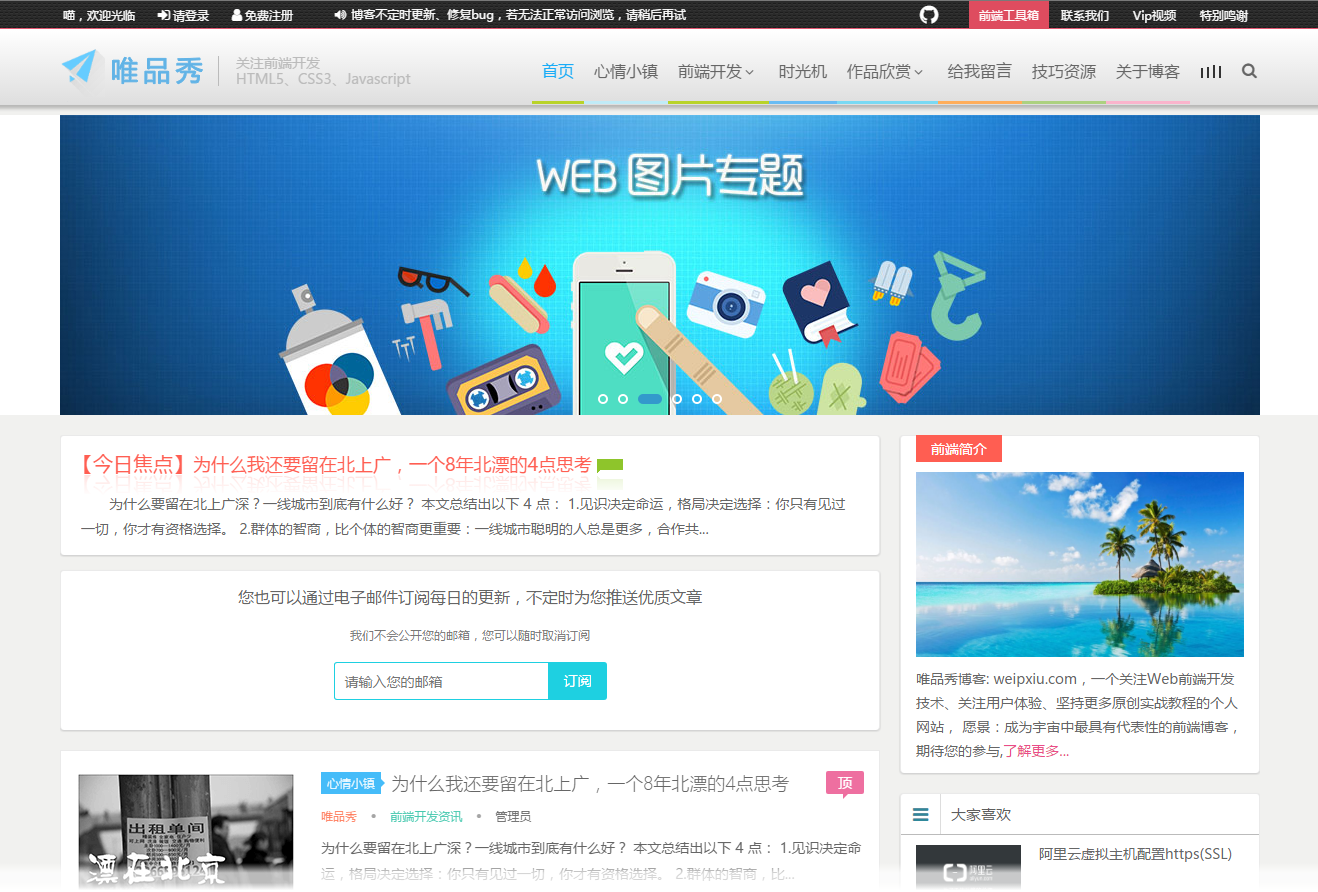 喵，欢迎光临 请登录 免费注册 博客不定时更新、修复bug，若无法正常访问浏览，请稍后再试 前端工具箱 联系我们 Vip视频 特别鸣谢
唯品秀
关注前端开发
HTML5、CSS3、Javascript
首页 心情小镇 前端开发 时光机 作品欣赏 给我留言 技巧资源 关于博客
WEB 图片专题
【今日焦点】为什么我还要留在北上广，一个8年北漂的4点思考
为什么要留在北上广深？一线城市到底有什么好？ 本文总结出以下 4 点： 1.见识决定命运，格局决定选择：你只有见过
一切，你才有资格选择。 2.群体的智商，比个体的智商更重要：一线城市聪明的人总是更多，合作共...
您也可以通过电子邮件订阅每日的更新，不定时为您推送优质文章
我们不会公开您的邮箱，您可以随时取消订阅
请输入您的邮箱 订阅
出租单间
漂在北京
心情小镇 为什么我还要留在北上广，一个8年北漂的4点思考 顶
唯品秀 • 前端开发资讯 • 管理员
为什么要留在北上广深？一线城市到底有什么好？ 本文总结出以下 4 点： 1.见识决定命
运，格局决定选择：你只有见过一切，你才有资格选择。 2.群体的智商，比...
前端简介
唯品秀博客: weipxiu.com，一个关注Web前端开发
技术、关注用户体验、坚持更多原创实战教程的个人
网站， 愿景：成为宇宙中最具有代表性的前端博客，
期待您的参与,了解更多...
大家喜欢
阿里云
阿里云虚拟主机配置https(SSL)